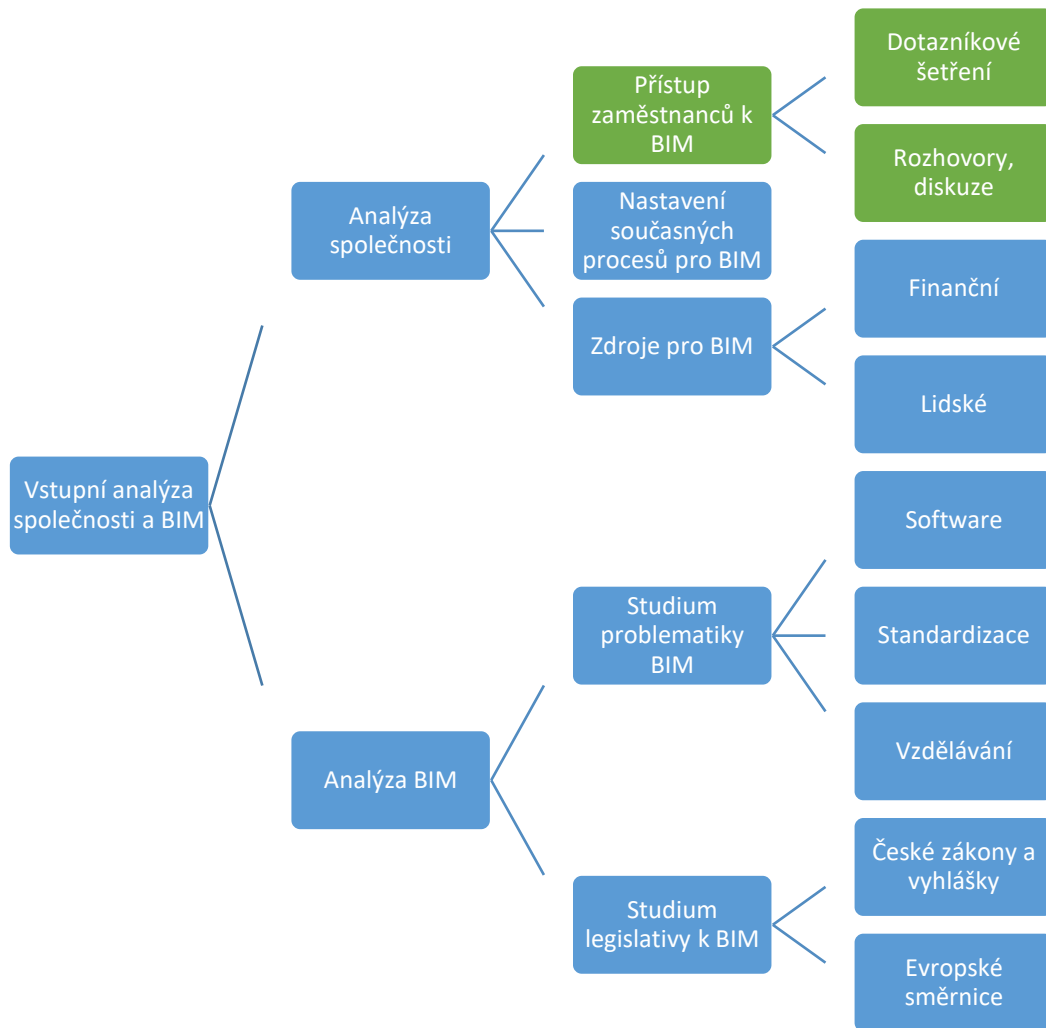 Vstupní analýza
společnosti a BIM
Analýza
společnosti
Přístup
zaměstnanců k
BIM
Dotazníkové
šetření
Rozhovory,
diskuze
Nastavení
současných
procesů pro BIM
Zdroje pro BIM
Finanční
Lidské
Analýza BIM
Studium
problematiky
BIM
Software
Standardizace
Vzdělávání
Studium
legislativy k BIM
České zákony a
vyhlášky
Evropské
směrnice